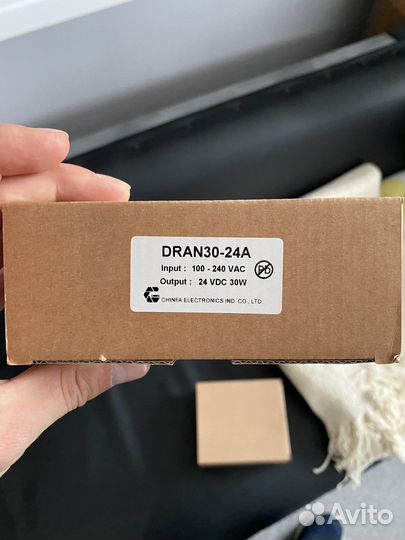 DRAN30-24A
Input : 100 - 240 VAC
Pb
Output : 24 VDC 30W
CHINFA ELECTRONICS IND. CO., LTD.
Avito